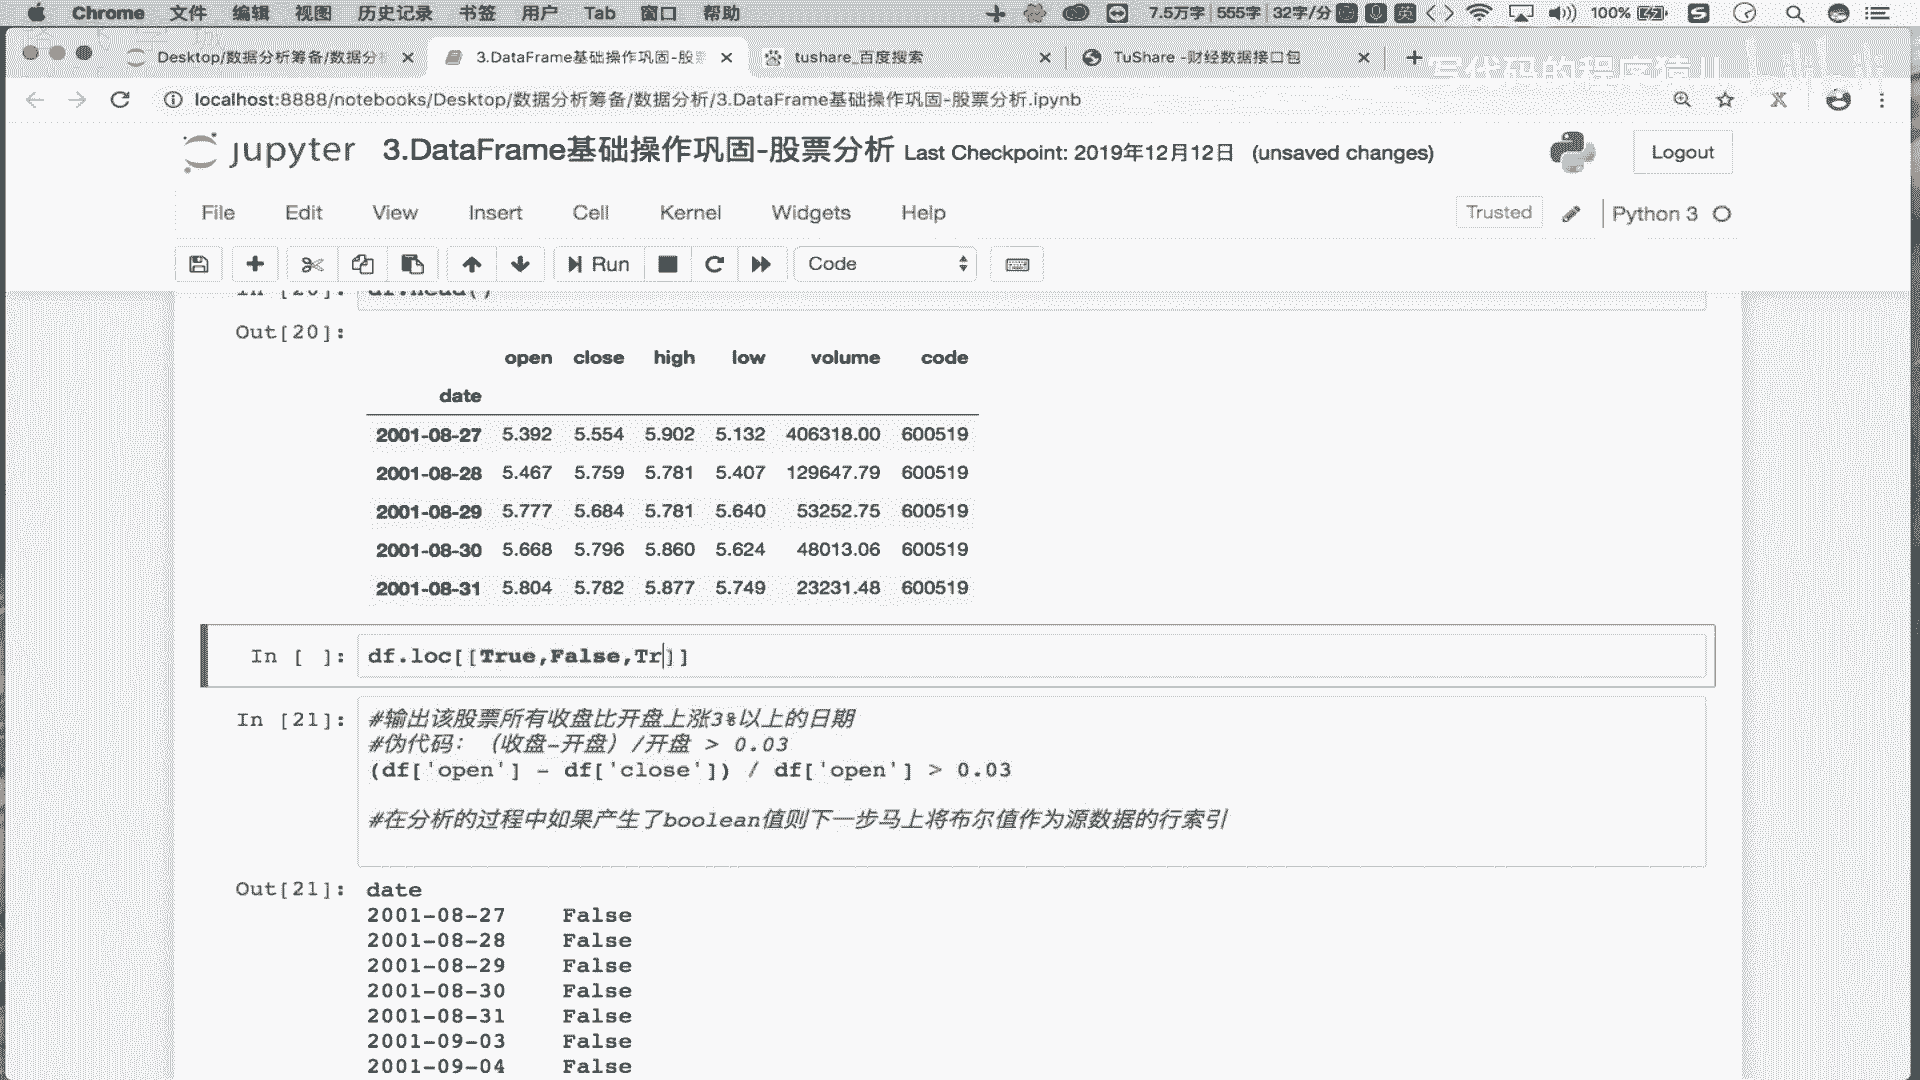 Chrome 文件 编辑 视图 历史记录 书签 用户 Tab 窗口 帮助 7.5万字 555字 32字/分 英 100%
Desktop/数据分析筹备/数据分析 3.DataFrame基础操作巩固-股票 tushare_百度搜索 TuShare -财经数据接口包
写代码的程序猿儿
localhost:8888/notebooks/Desktop/数据分析筹备/数据分析/3.DataFrame基础操作巩固-股票分析.ipynb
jupyter 3.DataFrame基础操作巩固-股票分析 Last Checkpoint: 2019年12月12日 (unsaved changes) Logout
File Edit View Insert Cell Kernel Widgets Help Trusted Python 3
Run Code
In [20]: df.head()
Out[20]:
open close high low volume code
date
2001-08-27 5.392 5.554 5.902 5.132 406318.00 600519
2001-08-28 5.467 5.759 5.781 5.407 129647.79 600519
2001-08-29 5.777 5.684 5.781 5.640 53252.75 600519
2001-08-30 5.668 5.796 5.860 5.624 48013.06 600519
2001-08-31 5.804 5.782 5.877 5.749 23231.48 600519
In [ ]: df.loc[[True,False,Tr]]
In [21]: #输出该股票所有收盘比开盘上涨3%以上的日期
#伪代码：（收盘-开盘）/开盘 > 0.03
(df['open'] - df['close']) / df['open'] > 0.03
#在分析的过程中如果产生了boolean值则下一步马上将布尔值作为源数据的行索引
Out[21]: date
2001-08-27 False
2001-08-28 False
2001-08-29 False
2001-08-30 False
2001-08-31 False
2001-09-03 False
2001-09-04 False